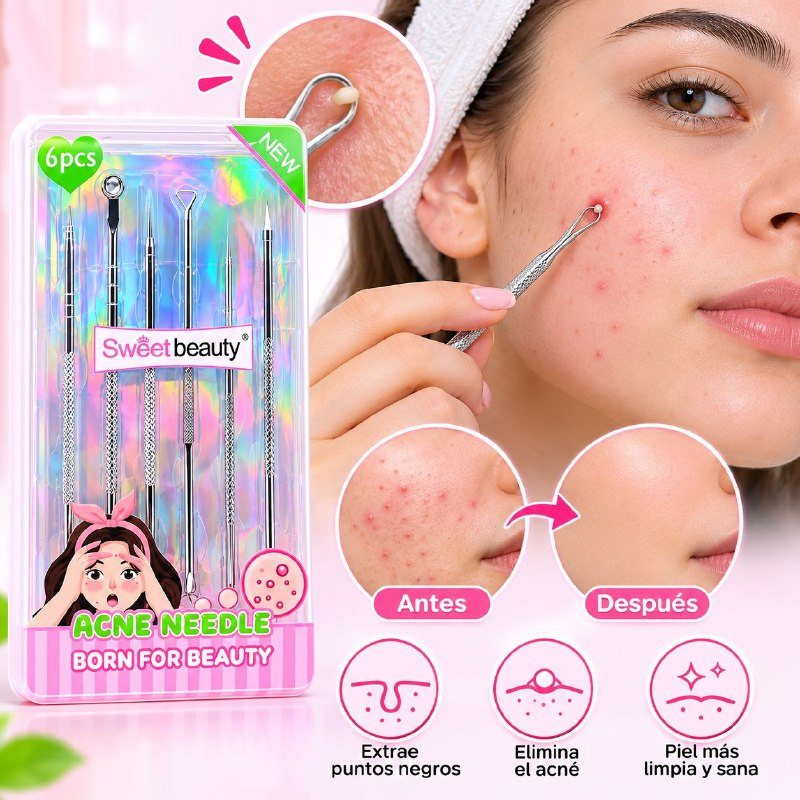 6pcs
NEW
Sweetbeauty®
ACNE NEEDLE
BORN FOR BEAUTY
Antes
Después
Extrae
puntos negros
Elimina
el acné
Piel más
limpia y sana